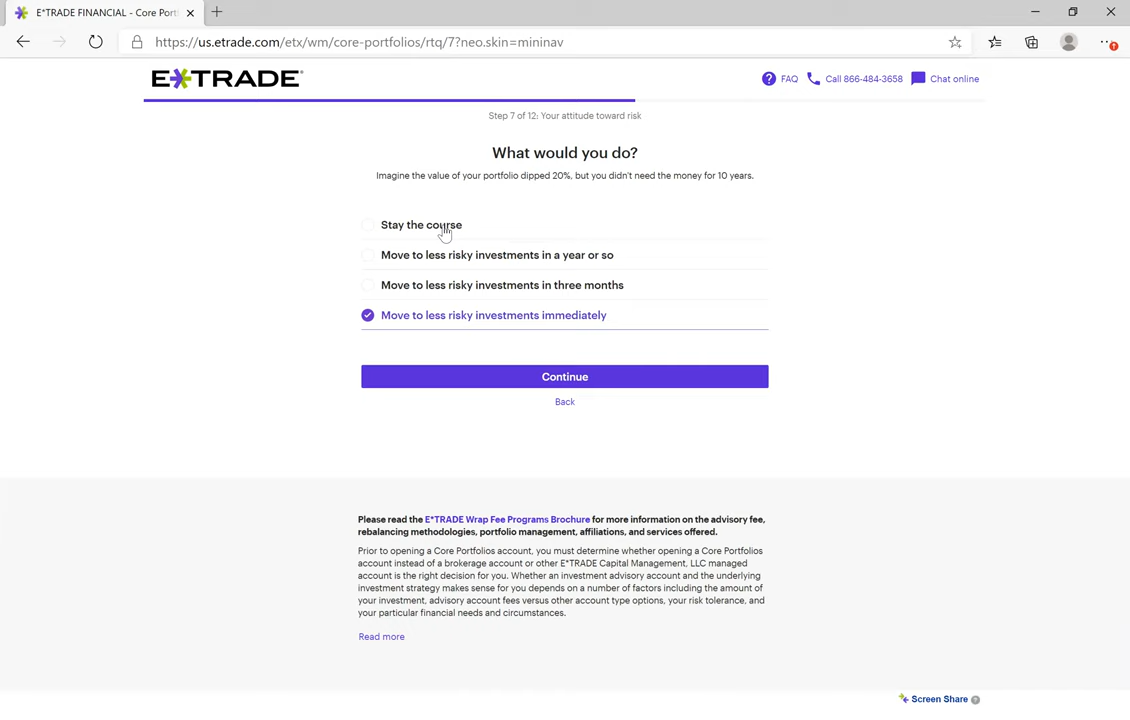 E*TRADE FINANCIAL - Core Port
https://us.etrade.com/etx/wm/core-portfolios/rtq/7?neo.skin=mininav
E*TRADE
FAQ
Call 866-484-3658
Chat online
Step 7 of 12: Your attitude toward risk
What would you do?
Imagine the value of your portfolio dipped 20%, but you didn't need the money for 10 years.
Stay the course
Move to less risky investments in a year or so
Move to less risky investments in three months
Move to less risky investments immediately
Continue
Back
Please read the E*TRADE Wrap Fee Programs Brochure for more information on the advisory fee,
rebalancing methodologies, portfolio management, affiliations, and services offered.
Prior to opening a Core Portfolios account, you must determine whether opening a Core Portfolios
account instead of a brokerage account or other E*TRADE Capital Management, LLC managed
account is the right decision for you. Whether an investment advisory account and the underlying
investment strategy makes sense for you depends on a number of factors including the amount of
your investment, advisory account fees versus other account type options, your risk tolerance, and
your particular financial needs and circumstances.
Read more
Screen Share ?